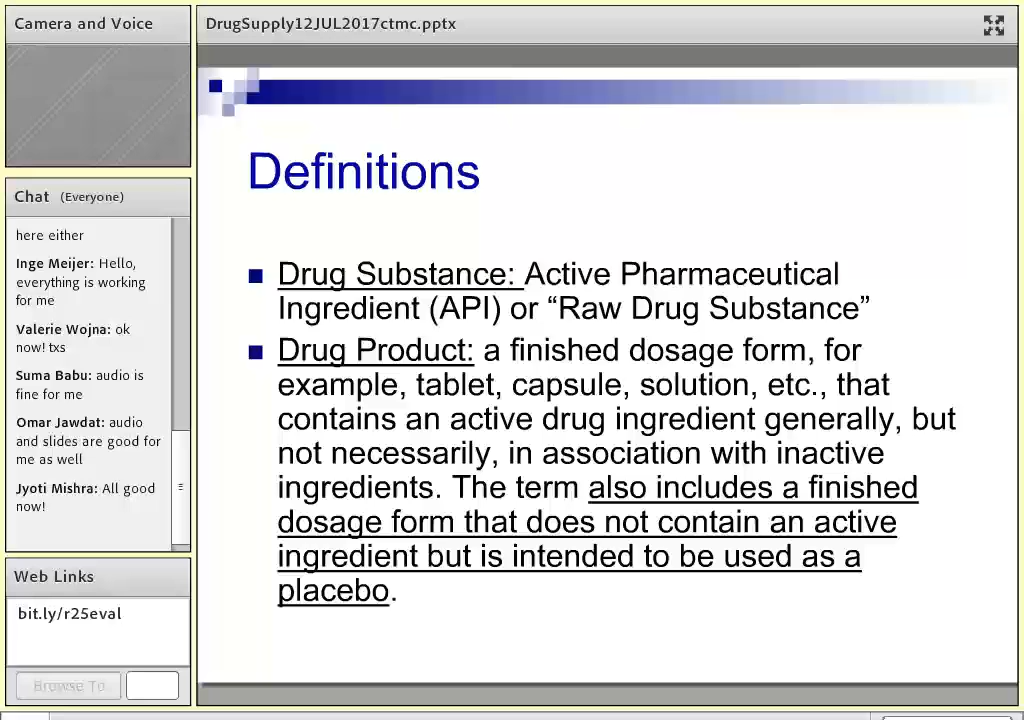 Camera and Voice
DrugSupply12JUL2017ctmc.pptx
Chat (Everyone)
here either
Inge Meijer: Hello,
everything is working
for me
Valerie Wojna: ok
now! txs
Suma Babu: audio is
fine for me
Omar Jawdat: audio
and slides are good for
me as well
Jyoti Mishra: All good
now!
Web Links
bit.ly/r25eval
Browse To
Definitions
Drug Substance: Active Pharmaceutical
Ingredient (API) or “Raw Drug Substance”
Drug Product: a finished dosage form, for
example, tablet, capsule, solution, etc., that
contains an active drug ingredient generally, but
not necessarily, in association with inactive
ingredients. The term also includes a finished
dosage form that does not contain an active
ingredient but is intended to be used as a
placebo.